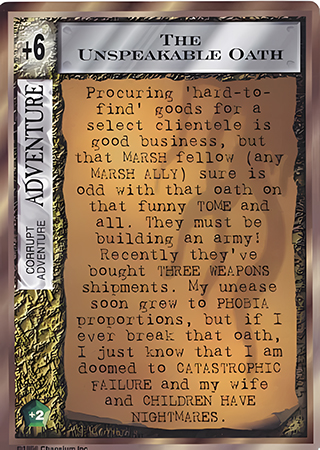 +6
THE
UNSPEAKABLE OATH
ADVENTURE
CORRUPT
ADVENTURE
Procuring 'hard-to-
find' goods for a
select clientele is
good business, but
that MARSH fellow (any
MARSH ALLY) sure is
odd with that oath on
that funny TOME and
all. They must be
building an army!
Recently they've
bought THREE WEAPONS
shipments. My unease
soon grew to PHOBIA
proportions, but if I
ever break that oath,
I just know that I am
doomed to CATASTROPHIC
FAILURE and my wife
and CHILDREN HAVE
NIGHTMARES.
+2
Chaosium Inc.